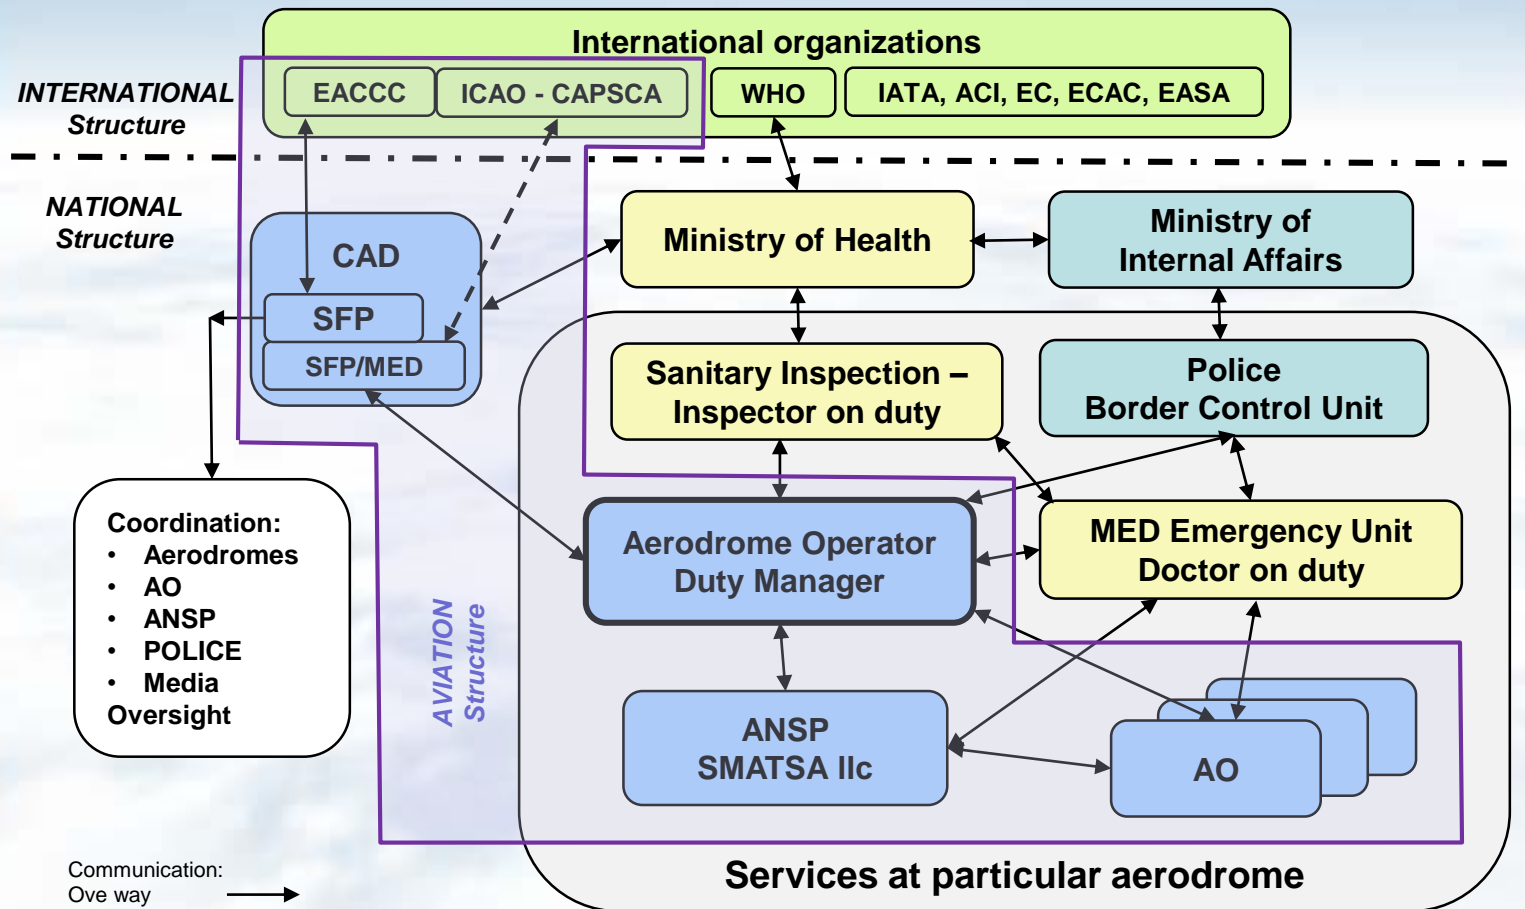 International organizations
INTERNATIONAL
Structure
EACCC
ICAO - CAPSCA
WHO
IATA, ACI, EC, ECAC, EASA
NATIONAL
Structure
CAD
SFP
SFP/MED
Ministry of Health
Ministry of
Internal Affairs
Sanitary Inspection –
Inspector on duty
Police
Border Control Unit
Coordination:
• Aerodromes
• AO
• ANSP
• POLICE
• Media
Oversight
AVIATION
Structure
Aerodrome Operator
Duty Manager
MED Emergency Unit
Doctor on duty
ANSP
SMATSA llc
AO
Services at particular aerodrome
Communication:
Ove way